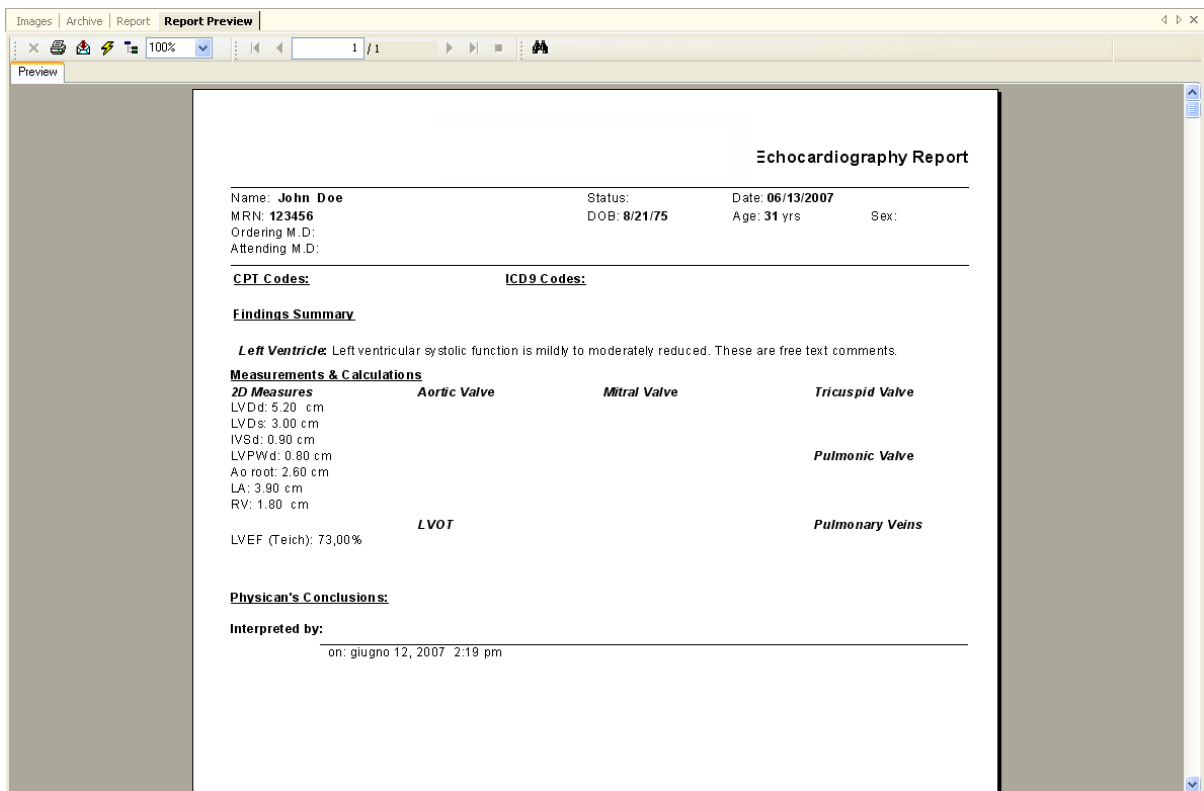 Images Archive Report Report Preview
100% 1 /1
Preview
Echocardiography Report
Name: John Doe Status: Date: 06/13/2007
MRN: 123456 DOB: 8/21/75 Age: 31 yrs Sex:
Ordering M.D:
Attending M.D:
CPT Codes: ICD9 Codes:
Findings Summary
Left Ventricle: Left ventricular systolic function is mildly to moderately reduced. These are free text comments.
Measurements & Calculations
2D Measures Aortic Valve Mitral Valve Tricuspid Valve
LVDd: 5.20 cm
LVDs: 3.00 cm
IVSd: 0.90 cm
LVPWd: 0.80 cm Pulmonic Valve
Ao root: 2.60 cm
LA: 3.90 cm
RV: 1.80 cm
LVOT Pulmonary Veins
LVEF (Teich): 73,00%
Physican's Conclusions:
Interpreted by:
on: giugno 12, 2007 2:19 pm